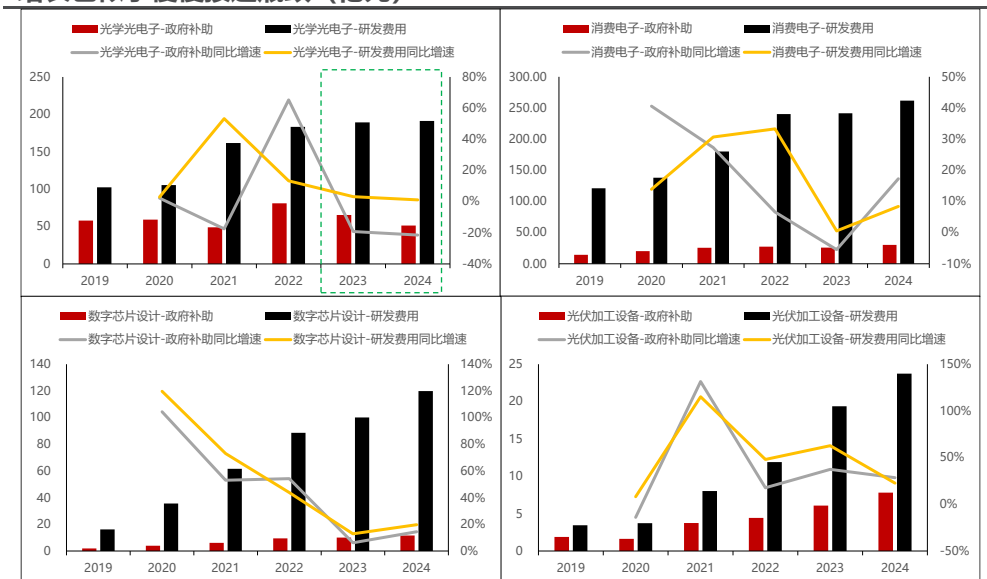 光学光电子-政府补助 光学光电子-研发费用
光学光电子-政府补助同比增速 光学光电子-研发费用同比增速
250 80%
200 60%
150 40%
100 20%
50 0%
0 -20%
-40%
2019 2020 2021 2022 2023 2024
消费电子-政府补助 消费电子-研发费用
消费电子-政府补助同比增速 消费电子-研发费用同比增速
300.00 50%
250.00 40%
200.00 30%
150.00 20%
100.00 10%
50.00 0%
0.00 -10%
2019 2020 2021 2022 2023 2024
数字芯片设计-政府补助 数字芯片设计-研发费用
数字芯片设计-政府补助同比增速 数字芯片设计-研发费用同比增速
140 140%
120 120%
100 100%
80 80%
60 60%
40 40%
20 20%
0 0%
2019 2020 2021 2022 2023 2024
光伏加工设备-政府补助 光伏加工设备-研发费用
光伏加工设备-政府补助同比增速 光伏加工设备-研发费用同比增速
25 150%
20 100%
15 50%
10 0%
5 -50%
0
2019 2020 2021 2022 2023 2024